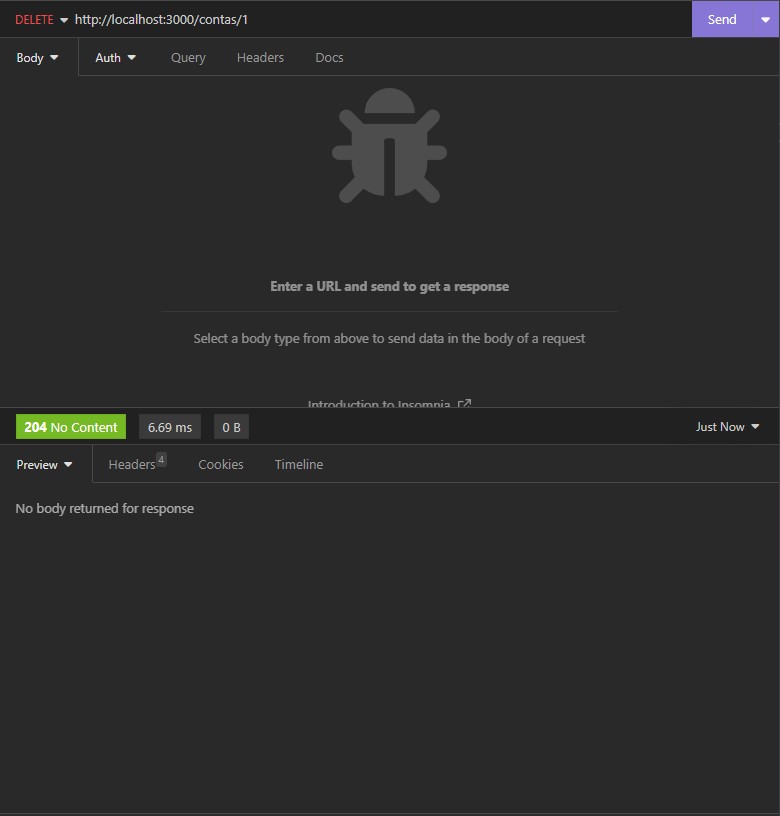 DELETE http://localhost:3000/contas/1 Send
Body Auth Query Headers Docs
Enter a URL and send to get a response
Select a body type from above to send data in the body of a request
Introduction to Insomnia
204 No Content 6.69 ms 0 B Just Now
Preview Headers 4 Cookies Timeline
No body returned for response